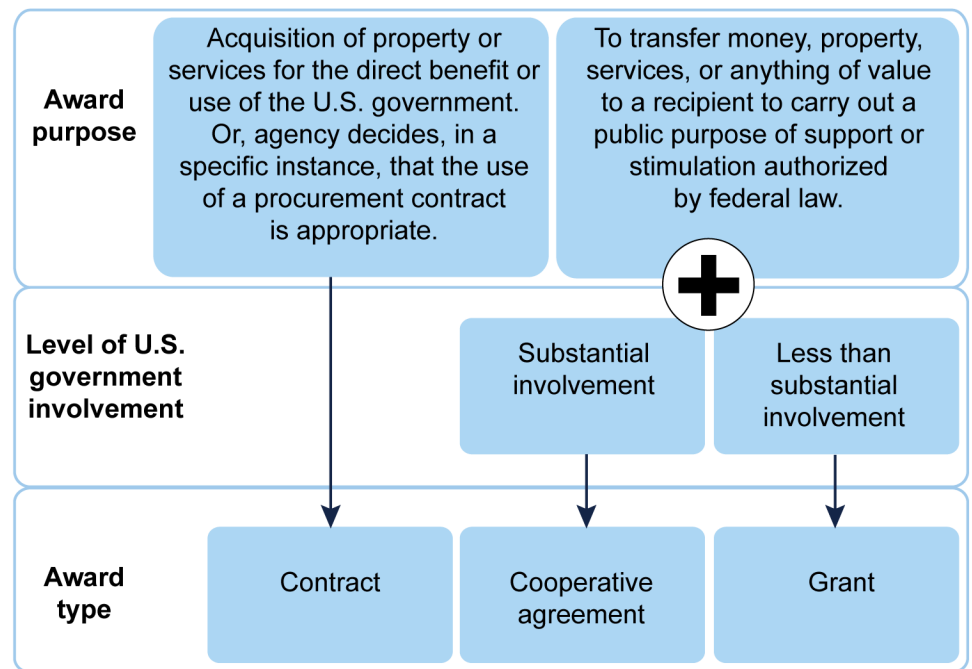 Award
purpose
Acquisition of property or
services for the direct benefit or
use of the U.S. government.
Or, agency decides, in a
specific instance, that the use
of a procurement contract
is appropriate.
To transfer money, property,
services, or anything of value
to a recipient to carry out a
public purpose of support or
stimulation authorized
by federal law.
Level of U.S.
government
involvement
Substantial
involvement
Less than
substantial
involvement
Award
type
Contract
Cooperative
agreement
Grant